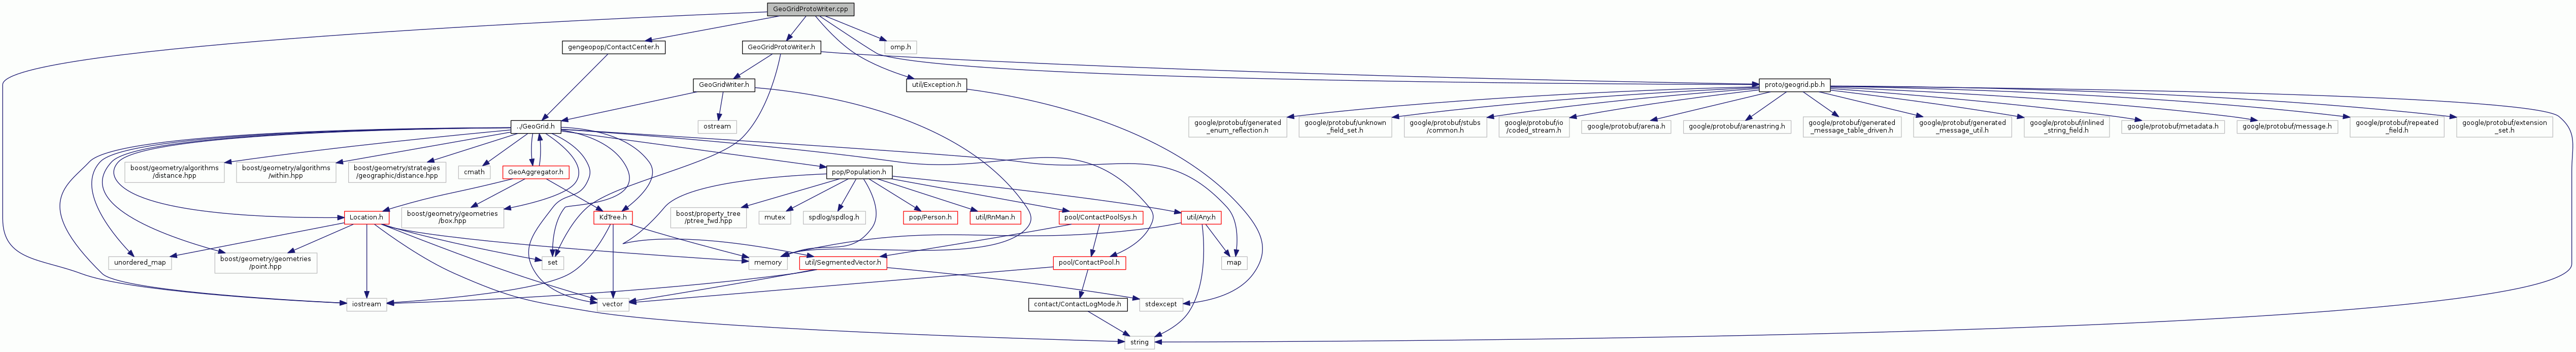 GeoGridProtoWriter.cpp
gengeopop/ContactCenter.h
GeoGridProtoWriter.h
omp.h
GeoGridWriter.h
util/Exception.h
proto/geogrid.pb.h
../GeoGrid.h
ostream
google/protobuf/generated
_enum_reflection.h
google/protobuf/unknown
_field_set.h
google/protobuf/stubs
/common.h
google/protobuf/io
/coded_stream.h
google/protobuf/arena.h
google/protobuf/arenastring.h
google/protobuf/generated
_message_table_driven.h
google/protobuf/generated
_message_util.h
google/protobuf/inlined
_string_field.h
google/protobuf/metadata.h
google/protobuf/message.h
google/protobuf/repeated
_field.h
google/protobuf/extension
_set.h
boost/geometry/algorithms
/distance.hpp
boost/geometry/algorithms
/within.hpp
boost/geometry/strategies
/geographic/distance.hpp
cmath
GeoAggregator.h
pop/Population.h
Location.h
boost/geometry/geometries
/box.hpp
KdTree.h
boost/property_tree
/ptree_fwd.hpp
mutex
spdlog/spdlog.h
pop/Person.h
util/RnMan.h
pool/ContactPoolSys.h
util/Any.h
unordered_map
boost/geometry/geometries
/point.hpp
set
memory
util/SegmentedVector.h
pool/ContactPool.h
map
iostream
vector
contact/ContactLogMode.h
stdexcept
string